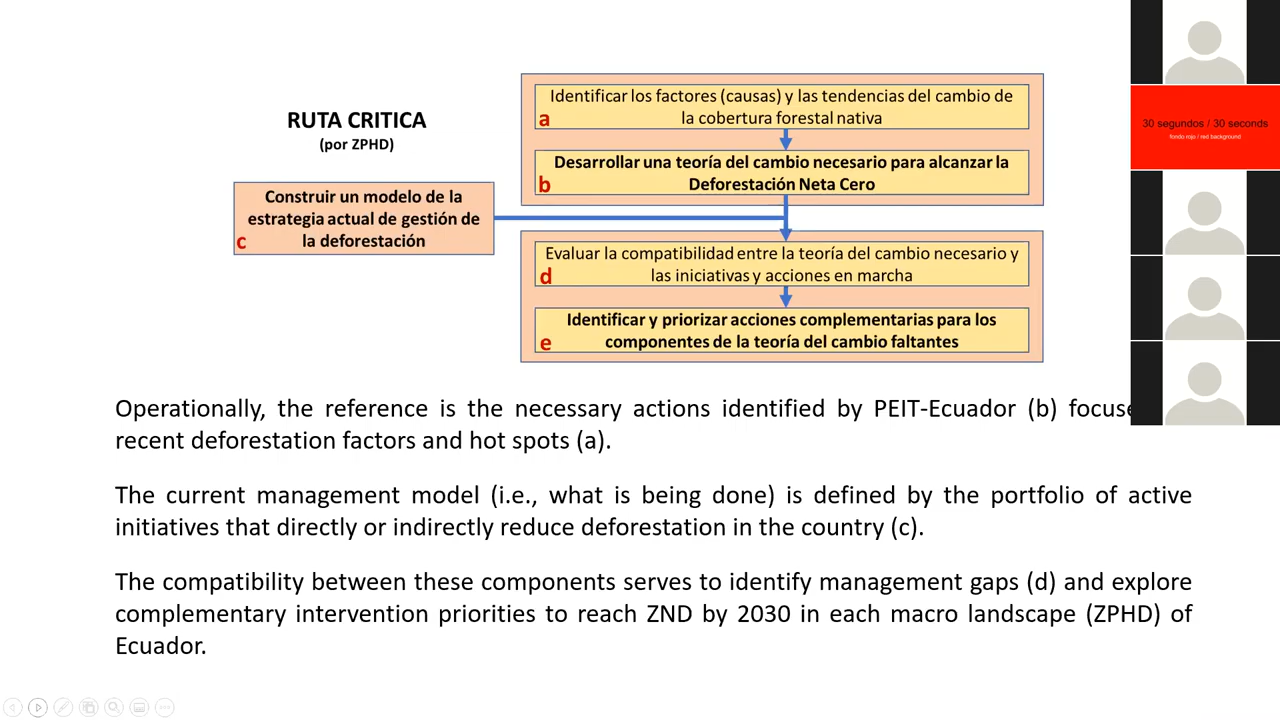 RUTA CRITICA
(por ZPHD)
Identificar los factores (causas) y las tendencias del cambio de
a la cobertura forestal nativa
Desarrollar una teoría del cambio necesario para alcanzar la
b Deforestación Neta Cero
Construir un modelo de la
estrategia actual de gestión de
c la deforestación
Evaluar la compatibilidad entre la teoría del cambio necesario y
d las iniciativas y acciones en marcha
Identificar y priorizar acciones complementarias para los
e componentes de la teoría del cambio faltantes
30 segundos / 30 seconds
fondo rojo / red background
Operationally, the reference is the necessary actions identified by PEIT-Ecuador (b)
recent deforestation factors and hot spots (a).
The current management model (i.e., what is being done) is defined by the portfolio of active
initiatives that directly or indirectly reduce deforestation in the country (c).
The compatibility between these components serves to identify management gaps (d) and explore
complementary intervention priorities to reach ZND by 2030 in each macro landscape (ZPHD) of
Ecuador.